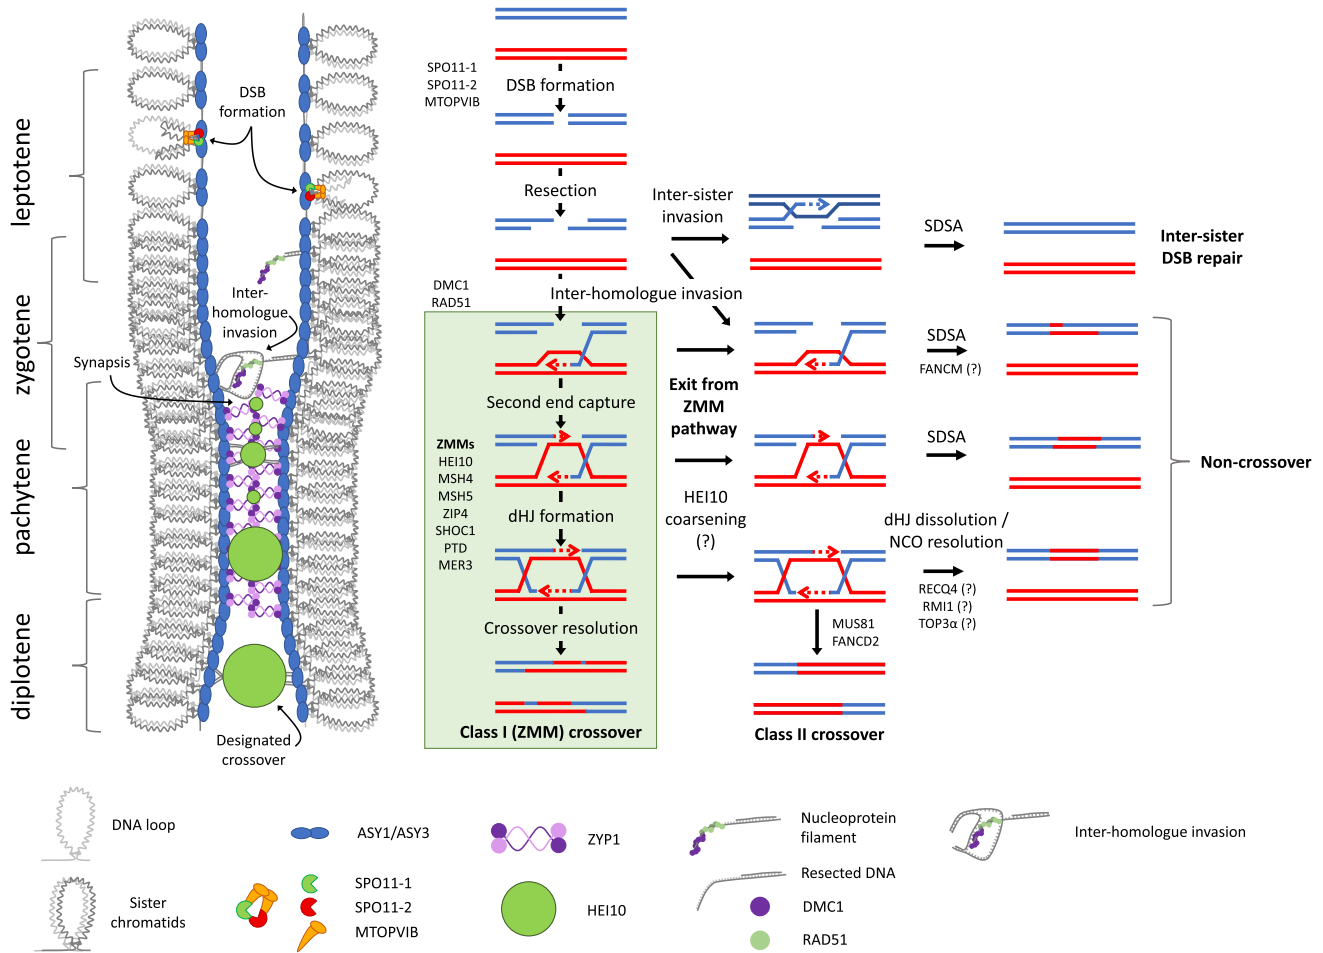 leptotene
zygotene
pachytene
diplotene
DSB
formation
Inter-
homologue
invasion
Synapsis
Designated
crossover
SPO11-1
SPO11-2
MTOPVIB
DSB formation
Resection
DMC1
RAD51
Inter-sister
invasion
Inter-homologue invasion
SDSA
Inter-sister
DSB repair
Second end capture
ZMMs
HEI10
MSH4
MSH5
ZIP4
SHOC1
PTD
MER3
dHJ formation
Crossover resolution
Class I (ZMM) crossover
Exit from
ZMM
pathway
HEI10
coarsening
(?)
SDSA
FANCM (?)
SDSA
dHJ dissolution /
NCO resolution
RECQ4 (?)
RMI1 (?)
TOP3α (?)
MUS81
FANCD2
Class II crossover
Non-crossover
DNA loop
Sister
chromatids
ASY1/ASY3
SPO11-1
SPO11-2
MTOPVIB
ZYP1
HEI10
Nucleoprotein
filament
Resected DNA
DMC1
RAD51
Inter-homologue invasion